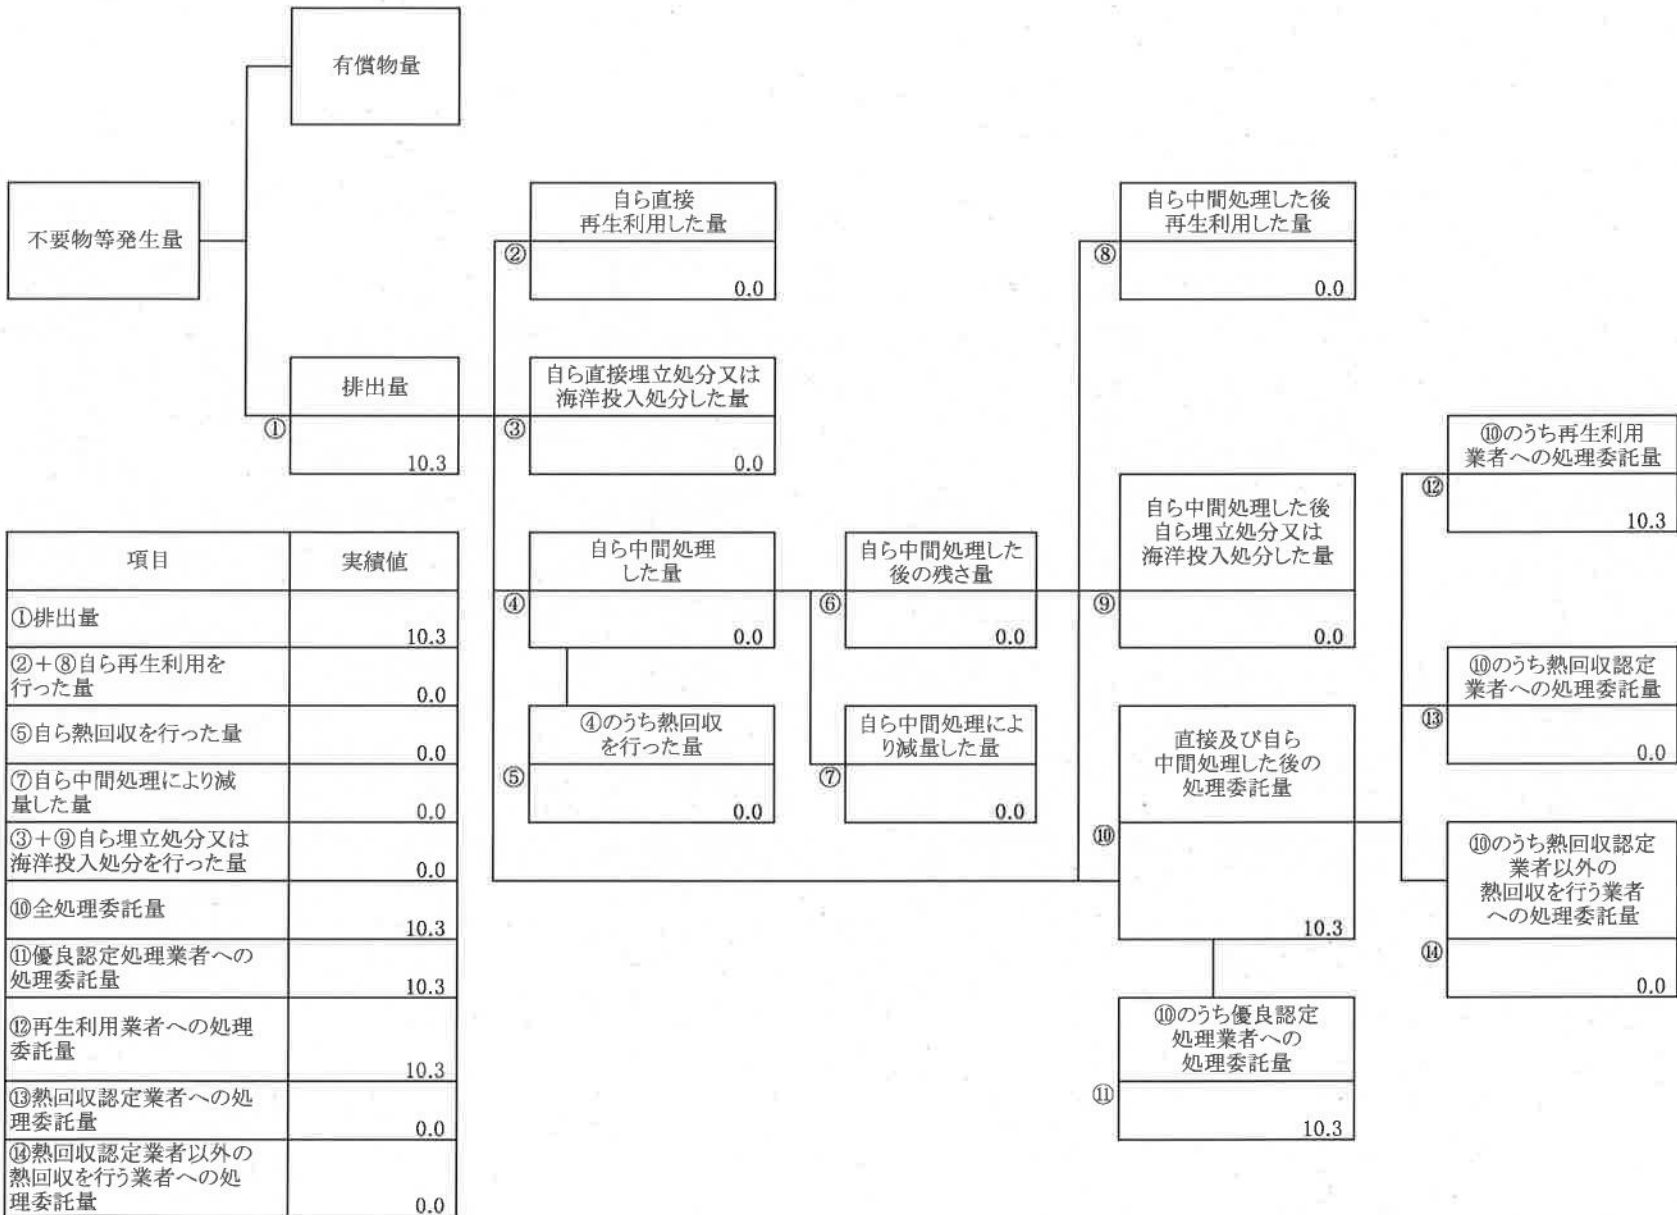 有償物量
不要物等発生量
自ら直接
再生利用した量
②
0.0
自ら中間処理した後
再生利用した量
⑧
0.0
排出量
①
10.3
自ら直接埋立処分又は
海洋投入処分した量
③
0.0
⑩のうち再生利用
業者への処理委託量
⑫
10.3
自ら中間処理
した量
④
0.0
自ら中間処理した
後の残さ量
⑥
0.0
自ら中間処理した後
自ら埋立処分又は
海洋投入処分した量
⑨
0.0
⑩のうち熱回収認定
業者への処理委託量
⑬
0.0
④のうち熱回収
を行った量
⑤
0.0
自ら中間処理によ
り減量した量
⑦
0.0
直接及び自ら
中間処理した後の
処理委託量
⑩
10.3
⑩のうち熱回収認定
業者以外の
熱回収を行う業者
への処理委託量
⑭
0.0
⑩のうち優良認定
処理業者への
処理委託量
⑪
10.3
項目 実績値
①排出量
10.3
②+⑧自ら再生利用を
行った量 0.0
⑤自ら熱回収を行った量
0.0
⑦自ら中間処理により減
量した量 0.0
③+⑨自ら埋立処分又は
海洋投入処分を行った量 0.0
⑩全処理委託量
10.3
⑪優良認定処理業者への
処理委託量 10.3
⑫再生利用業者への処理
委託量
10.3
⑬熱回収認定業者への処
理委託量 0.0
⑭熱回収認定業者以外の
熱回収を行う業者への処
理委託量 0.0